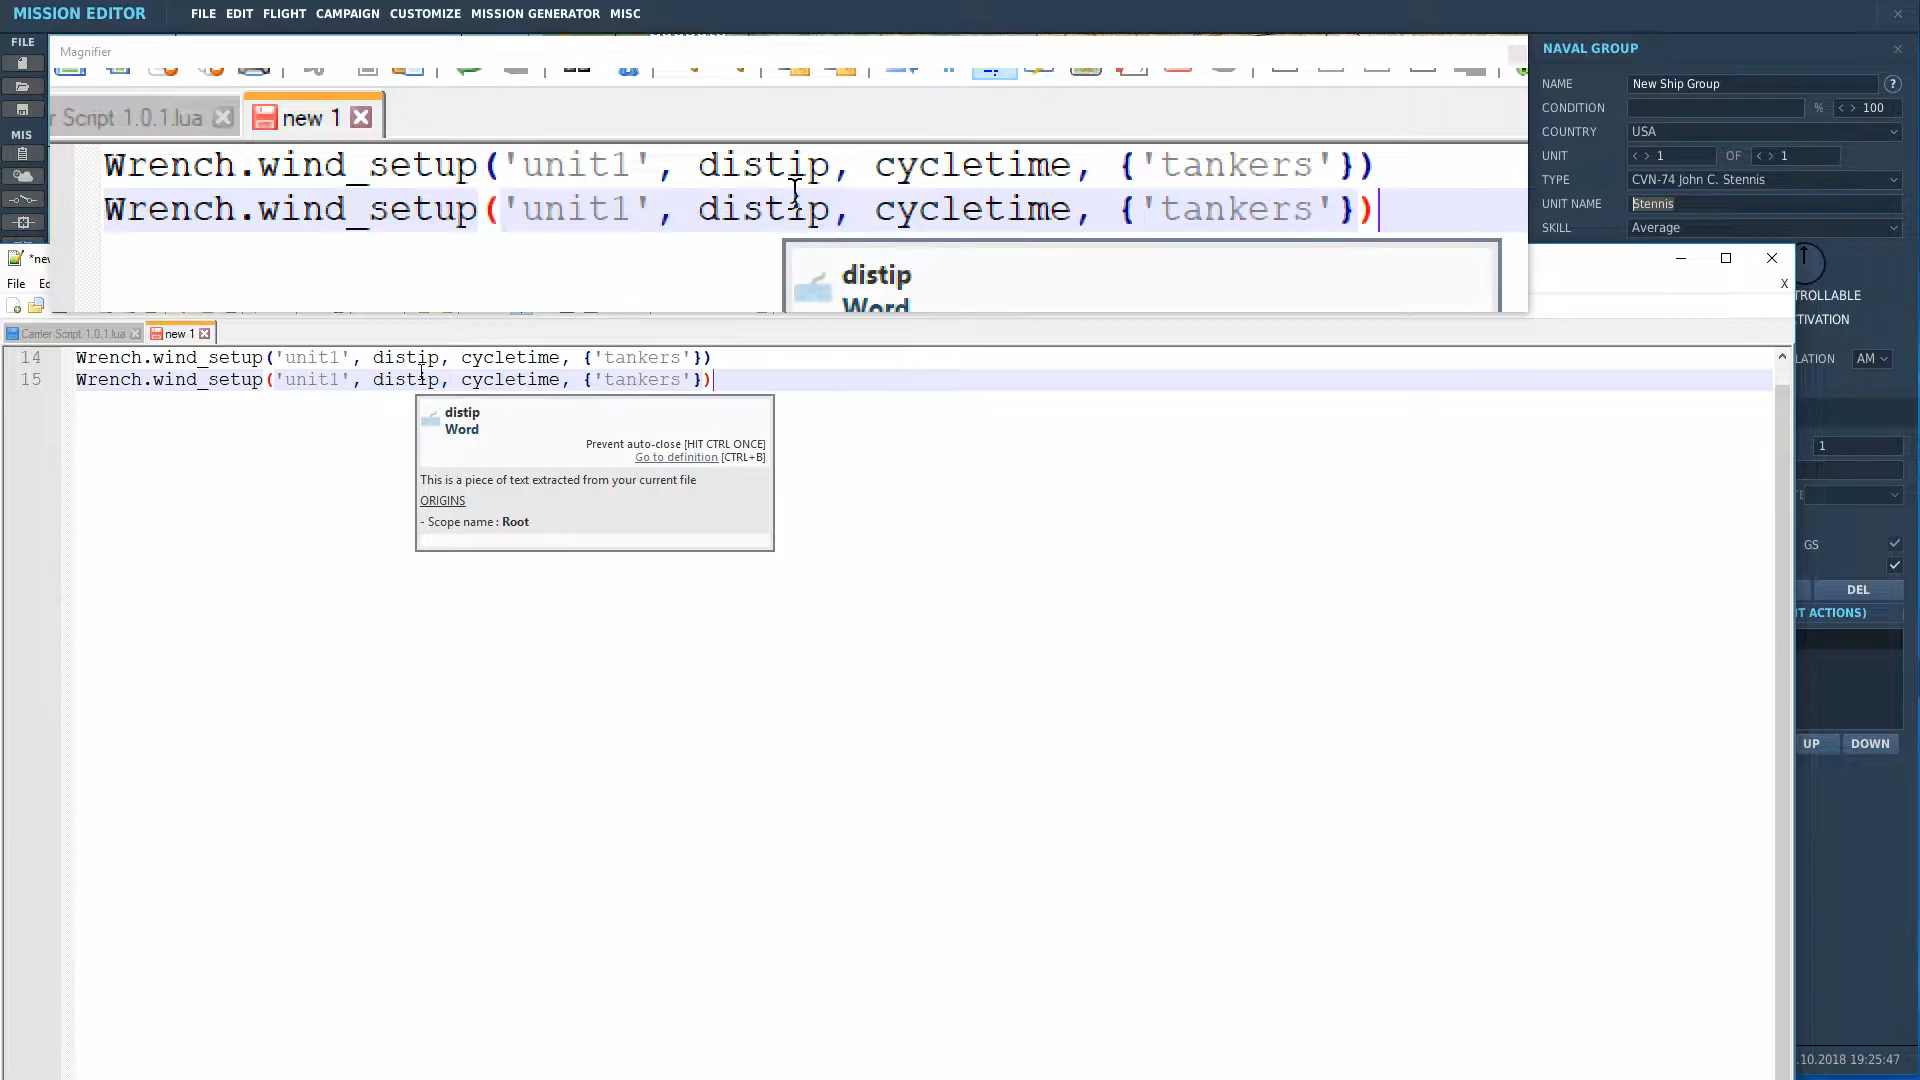 MISSION EDITOR
FILE EDIT FLIGHT CAMPAIGN CUSTOMIZE MISSION GENERATOR MISC
FILE
MIS
Magnifier
r Script 1.0.1.lua
new 1
Wrench.wind_setup('unit1', distip, cycletime, {'tankers'})
Wrench.wind_setup('unit1', distip, cycletime, {'tankers'})
distip
Word
NAVAL GROUP
NAME New Ship Group ?
CONDITION % < > 100
COUNTRY USA
UNIT < > 1 OF < > 1
TYPE CVN-74 John C. Stennis
UNIT NAME Stennis
SKILL Average
*new
File Ed
X
Carrier Script 1.0.1.lua new 1
14 Wrench.wind_setup('unit1', distip, cycletime, {'tankers'})
15 Wrench.wind_setup('unit1', distip, cycletime, {'tankers'})
distip
Word
Prevent auto-close [HIT CTRL ONCE]
Go to definition [CTRL+B]
This is a piece of text extracted from your current file
ORIGINS
- Scope name : Root
TROLLABLE
TIVATION
LATION AM
1
GS
DEL
T ACTIONS)
UP DOWN
.10.2018 19:25:47